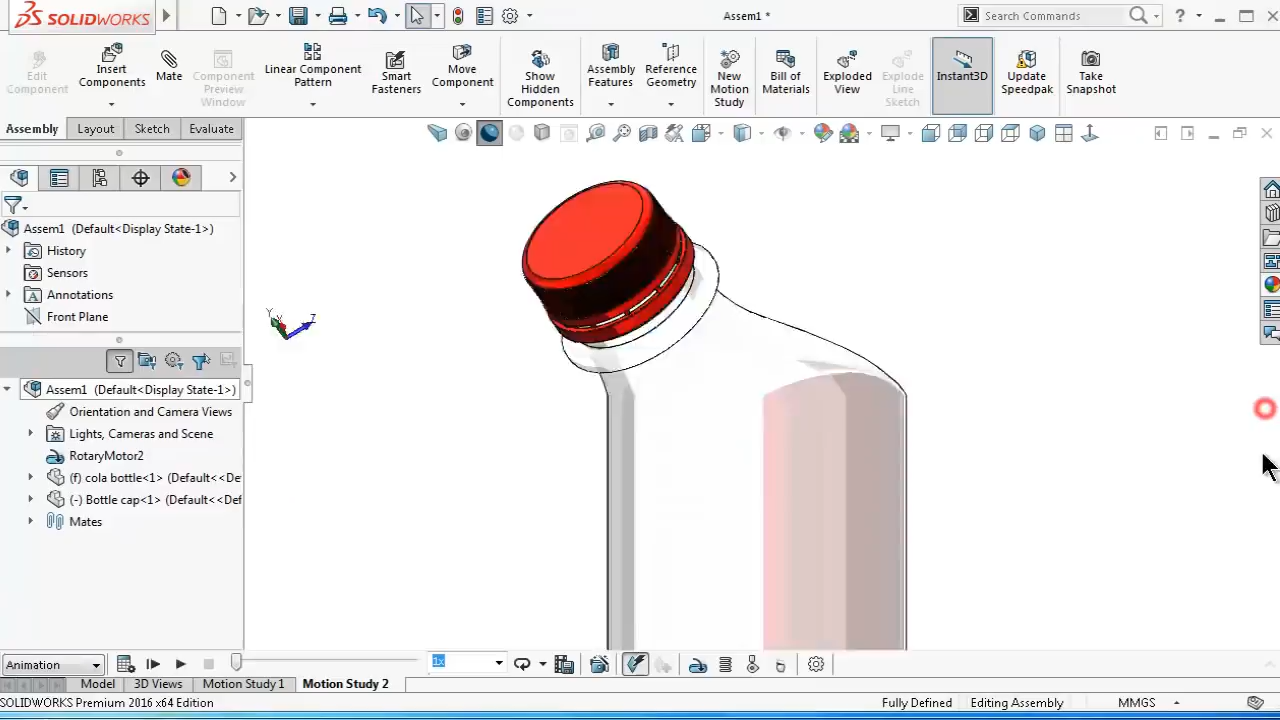 SOLIDWORKS
Assem1 *
Search Commands
?
Edit Component
Insert Components
Mate
Component Preview Window
Linear Component Pattern
Smart Fasteners
Move Component
Show Hidden Components
Assembly Features
Reference Geometry
New Motion Study
Bill of Materials
Exploded View
Explode Line Sketch
Instant3D
Update Speedpak
Take Snapshot
Assembly
Layout
Sketch
Evaluate
Assem1 (Default<Display State-1>)
History
Sensors
Annotations
Front Plane
Y
X
Z
Assem1 (Default<Display State-1>)
Orientation and Camera Views
Lights, Cameras and Scene
RotaryMotor2
(f) cola bottle<1> (Default<<De
(-) Bottle cap<1> (Default<<Def
Mates
Animation
1x
Model
3D Views
Motion Study 1
Motion Study 2
SOLIDWORKS Premium 2016 x64 Edition
Fully Defined
Editing Assembly
MMGS